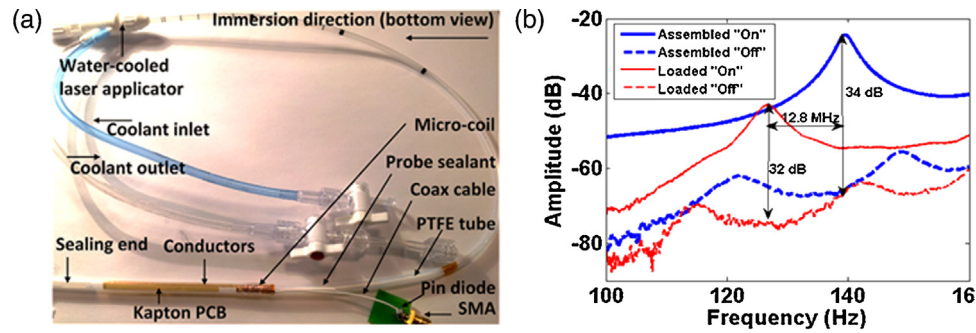 (a)
Immersion direction (bottom view)
Water-cooled
laser applicator
Coolant inlet
Coolant outlet
Micro-coil
Probe sealant
Coax cable
PTFE tube
Sealing end
Conductors
Kapton PCB
Pin diode
SMA
(b)
-20
-40
-60
-80
Amplitude (dB)
Assembled "On"
Assembled "Off"
Loaded "On"
Loaded "Off"
34 dB
12.8 MHz
32 dB
100
120
140
16
Frequency (Hz)